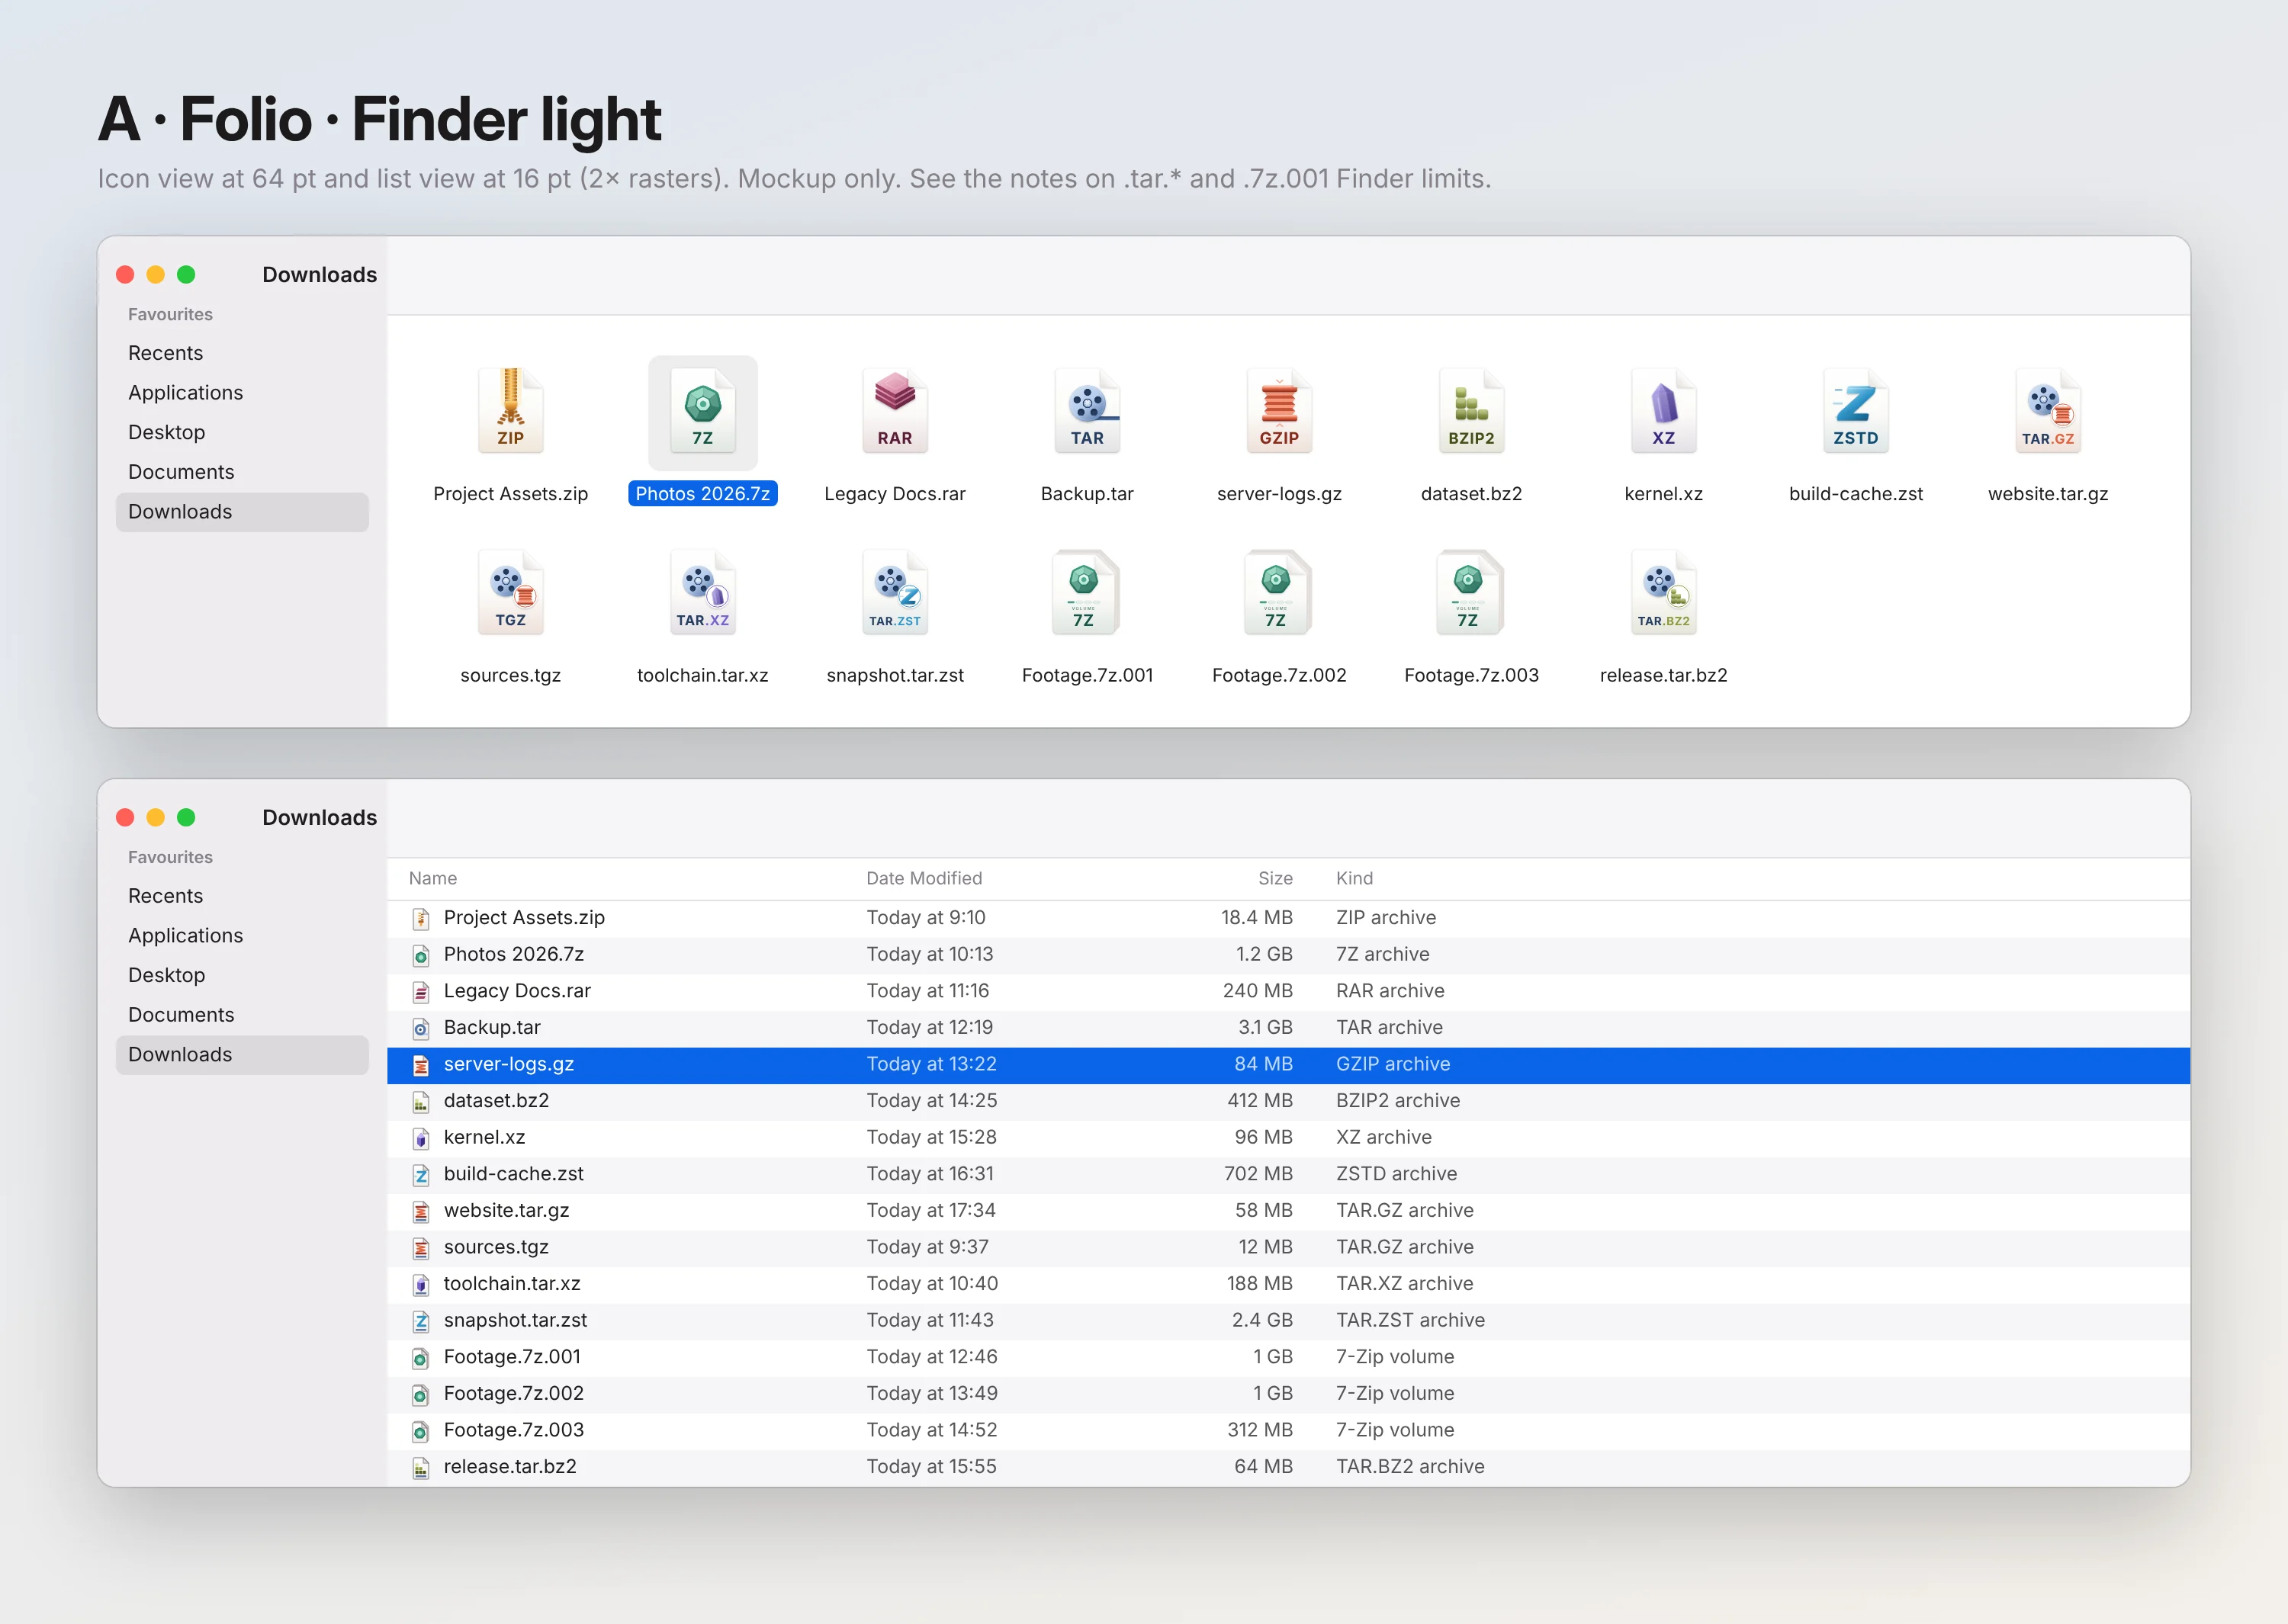 A · Folio · Finder light
Icon view at 64 pt and list view at 16 pt (2× rasters). Mockup only. See the notes on .tar.* and .7z.001 Finder limits.
Downloads
Favourites
Recents
Applications
Desktop
Documents
Downloads
ZIP 7Z RAR TAR GZIP BZIP2 XZ ZSTD TAR.GZ
Project Assets.zip Photos 2026.7z Legacy Docs.rar Backup.tar server-logs.gz dataset.bz2 kernel.xz build-cache.zst website.tar.gz
VOLUME VOLUME VOLUME
TGZ TAR.XZ TAR.ZST 7Z 7Z 7Z TAR.BZ2
sources.tgz toolchain.tar.xz snapshot.tar.zst Footage.7z.001 Footage.7z.002 Footage.7z.003 release.tar.bz2
Downloads
Favourites
Recents
Applications
Desktop
Documents
Downloads
Name Date Modified Size Kind
Project Assets.zip Today at 9:10 18.4 MB ZIP archive
Photos 2026.7z Today at 10:13 1.2 GB 7Z archive
Legacy Docs.rar Today at 11:16 240 MB RAR archive
Backup.tar Today at 12:19 3.1 GB TAR archive
server-logs.gz Today at 13:22 84 MB GZIP archive
dataset.bz2 Today at 14:25 412 MB BZIP2 archive
kernel.xz Today at 15:28 96 MB XZ archive
build-cache.zst Today at 16:31 702 MB ZSTD archive
website.tar.gz Today at 17:34 58 MB TAR.GZ archive
sources.tgz Today at 9:37 12 MB TAR.GZ archive
toolchain.tar.xz Today at 10:40 188 MB TAR.XZ archive
snapshot.tar.zst Today at 11:43 2.4 GB TAR.ZST archive
Footage.7z.001 Today at 12:46 1 GB 7-Zip volume
Footage.7z.002 Today at 13:49 1 GB 7-Zip volume
Footage.7z.003 Today at 14:52 312 MB 7-Zip volume
release.tar.bz2 Today at 15:55 64 MB TAR.BZ2 archive